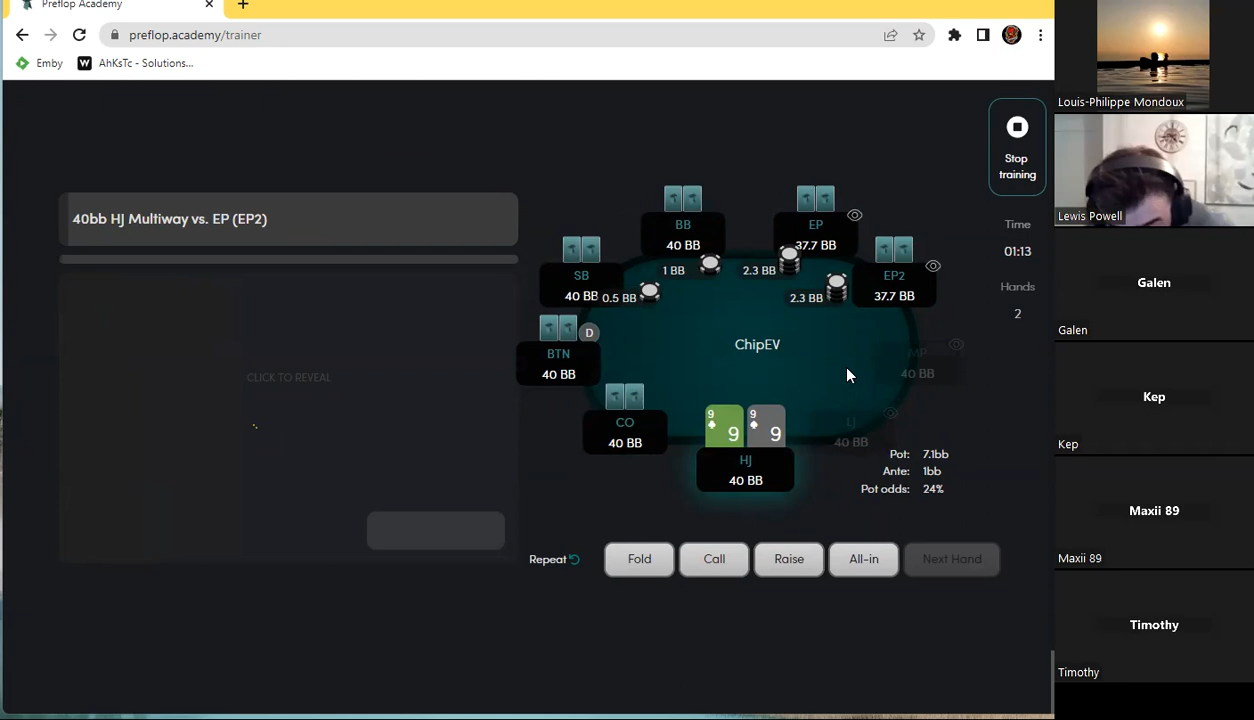 Preflop Academy
preflop.academy/trainer
Emby
AhKsTc - Solutions...
Louis-Philippe Mondoux
Stop
training
Lewis Powell
40bb HJ Multiway vs. EP (EP2)
BB
40 BB
EP
37.7 BB
Time
01:13
SB
40 BB
0.5 BB
1 BB
2.3 BB
2.3 BB
EP2
37.7 BB
Hands
2
Galen
Galen
D
BTN
40 BB
ChipEV
MP
40 BB
CLICK TO REVEAL
CO
40 BB
9
9
9
9
LJ
40 BB
Kep
Kep
HJ
40 BB
Pot: 7.1bb
Ante: 1bb
Pot odds: 24%
Maxii 89
Maxii 89
Repeat
Fold
Call
Raise
All-in
Next Hand
Timothy
Timothy